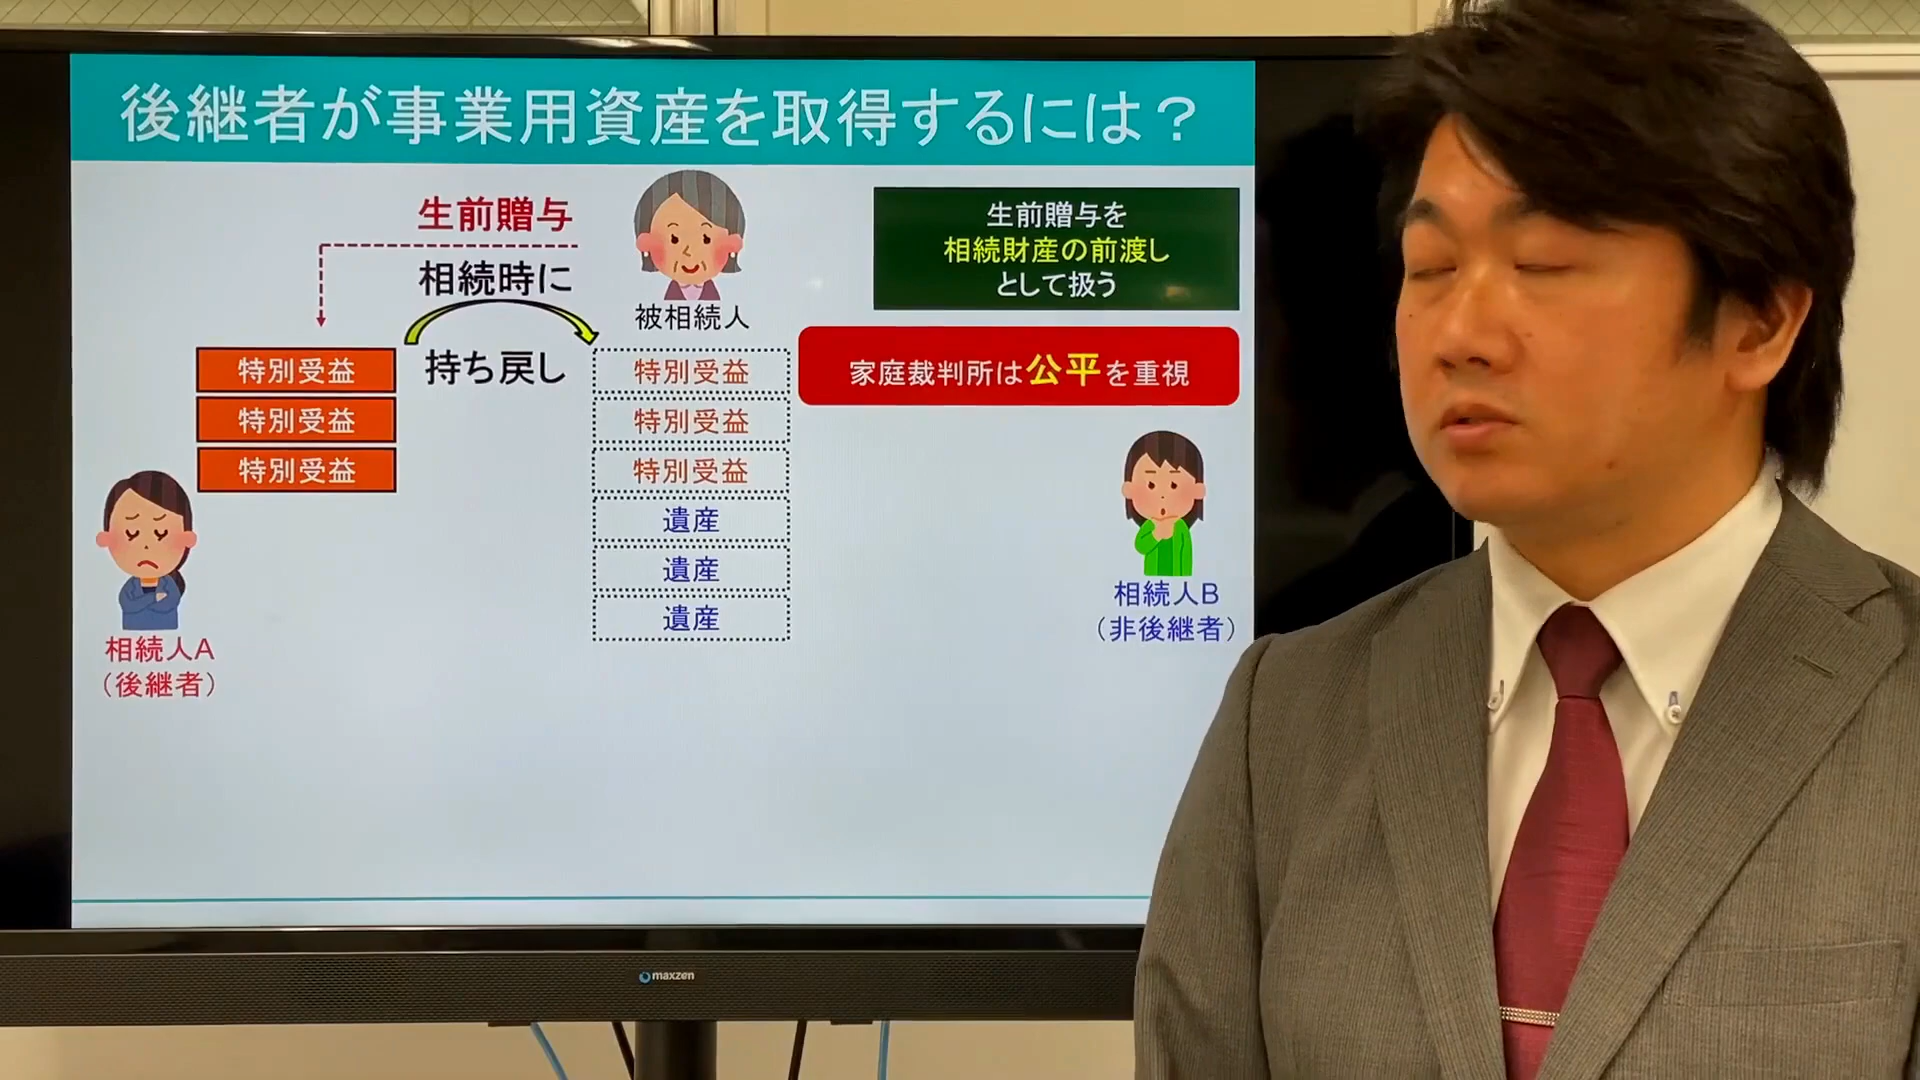 後継者が事業用資産を取得するには？
生前贈与
相続時に
持ち戻し
被相続人
生前贈与を
相続財産の前渡し
として扱う
家庭裁判所は公平を重視
特別受益
特別受益
特別受益
特別受益
特別受益
特別受益
遺産
遺産
遺産
相続人A
（後継者）
相続人B
（非後継者）
maxzen